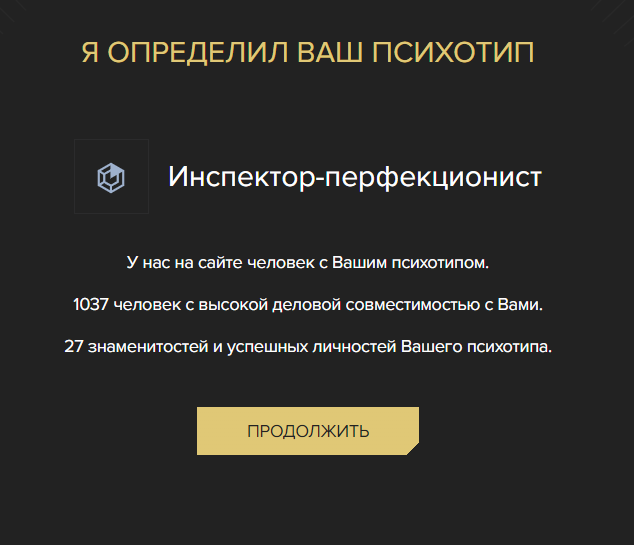 Я ОПРЕДЕЛИЛ ВАШ ПСИХОТИП
Инспектор-перфекционист
У нас на сайте человек с Вашим психотипом.
1037 человек с высокой деловой совместимостью с Вами.
27 знаменитостей и успешных личностей Вашего психотипа.
ПРОДОЛЖИТЬ